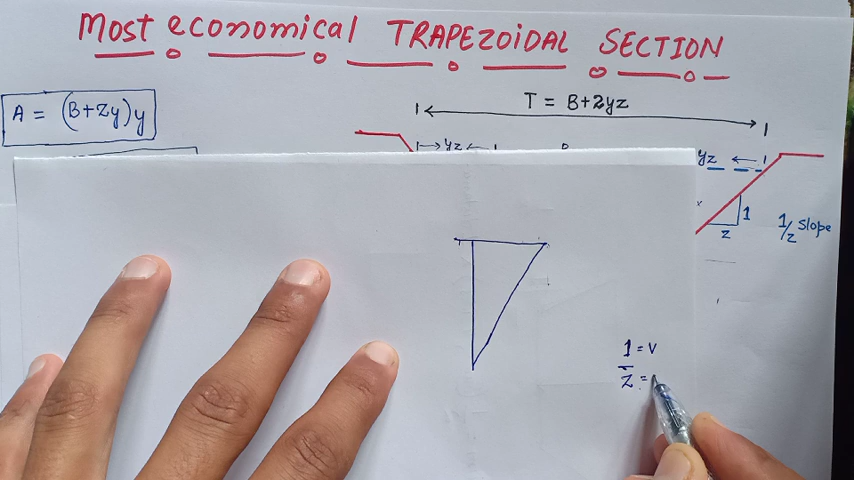 MOST economical TRAPEZOIDAL SECTION
A = (B+Zy)y
T = B+2yz
yz
yz
1
z
1/z slope
1 = V
z =